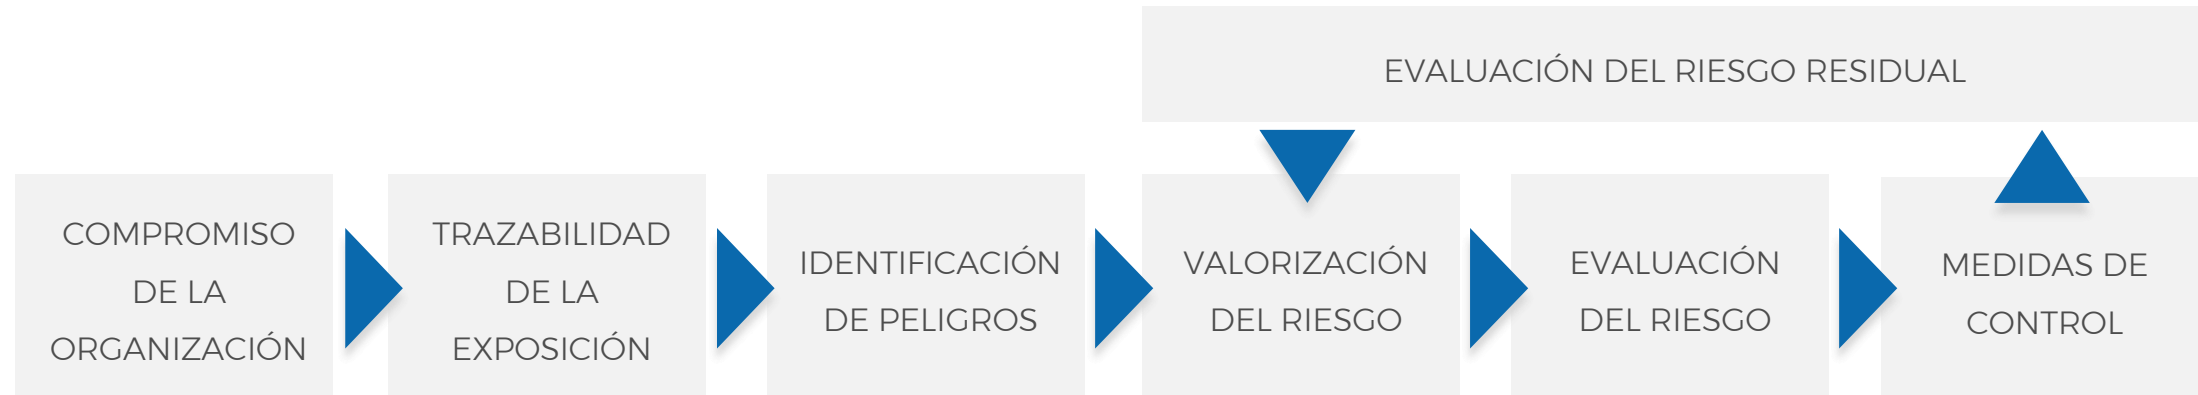 EVALUACIÓN DEL RIESGO RESIDUAL
COMPROMISO
DE LA
ORGANIZACIÓN
TRAZABILIDAD
DE LA
EXPOSICIÓN
IDENTIFICACIÓN
DE PELIGROS
VALORIZACIÓN
DEL RIESGO
EVALUACIÓN
DEL RIESGO
MEDIDAS DE
CONTROL